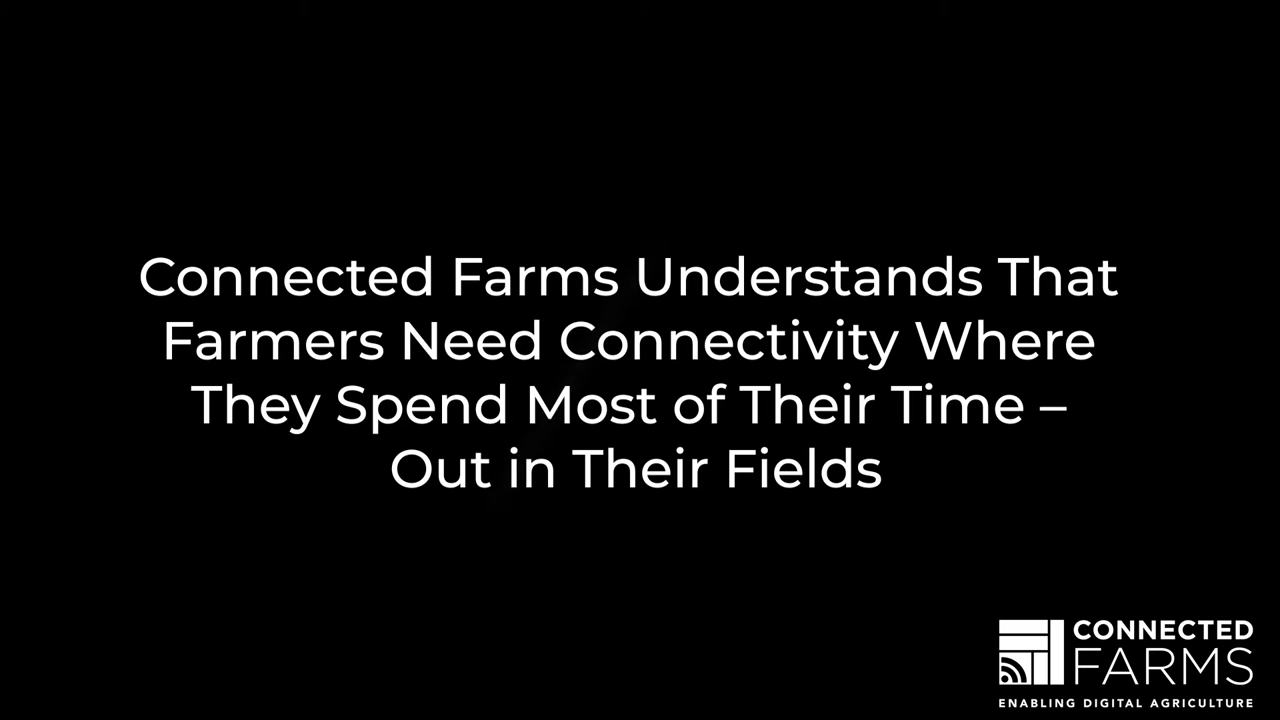 Connected Farms Understands That
Farmers Need Connectivity Where
They Spend Most of Their Time –
Out in Their Fields
CONNECTED
FARMS
ENABLING DIGITAL AGRICULTURE